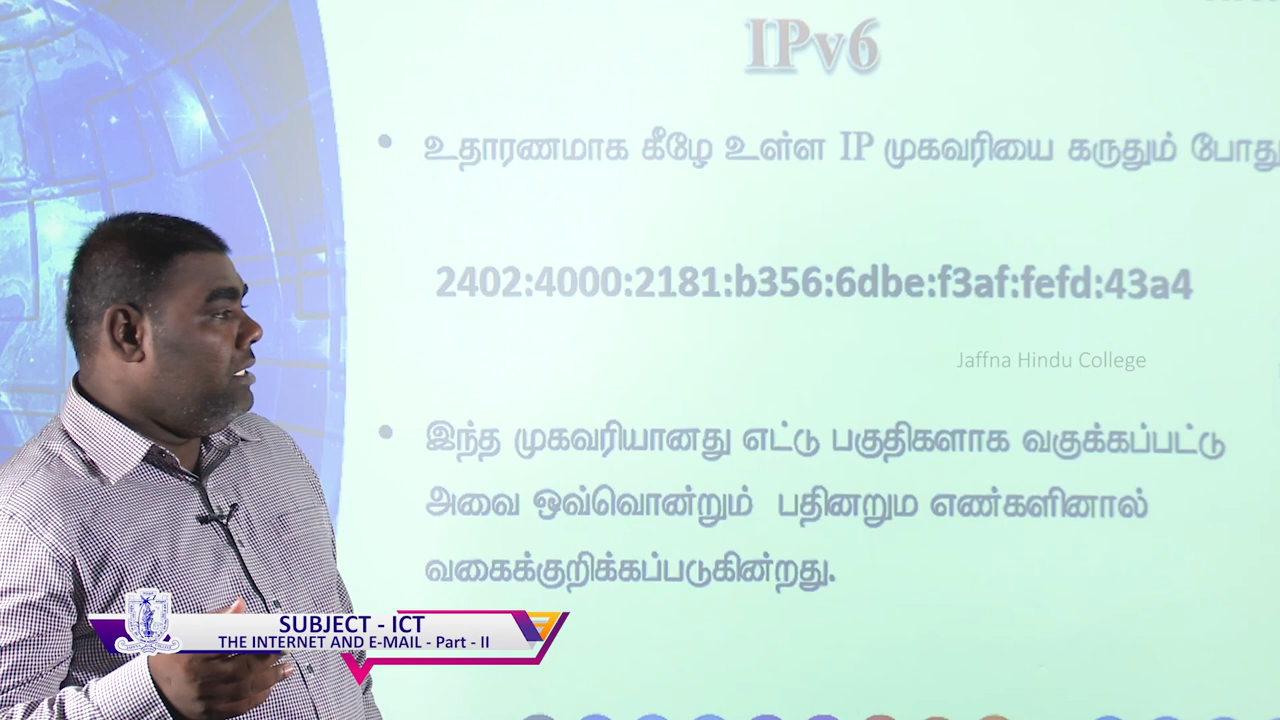 IPv6
• உதாரணமாக கீழே உள்ள IP முகவரியை கருதும் போது
2402:4000:2181:b356:6dbe:f3af:fefd:43a4
Jaffna Hindu College
• இந்த முகவரியானது எட்டு பகுதிகளாக வகுக்கப்பட்டு
அவை ஒவ்வொன்றும் பதினறும எண்களினால்
வகைக்குறிக்கப்படுகின்றது.
SUBJECT - ICT
THE INTERNET AND E-MAIL - Part - II